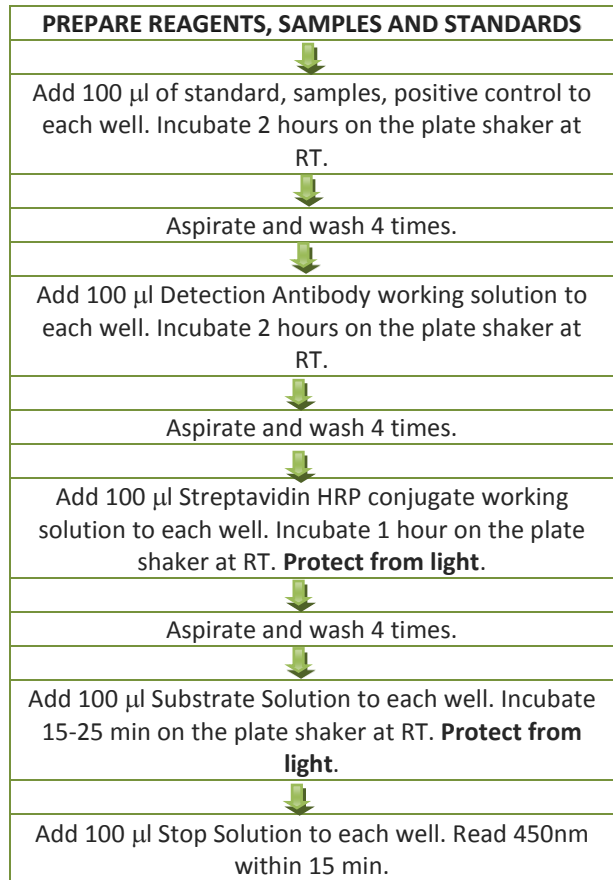 PREPARE REAGENTS, SAMPLES AND STANDARDS
Add 100 μl of standard, samples, positive control to
each well. Incubate 2 hours on the plate shaker at
RT.
Aspirate and wash 4 times.
Add 100 μl Detection Antibody working solution to
each well. Incubate 2 hours on the plate shaker at
RT.
Aspirate and wash 4 times.
Add 100 μl Streptavidin HRP conjugate working
solution to each well. Incubate 1 hour on the plate
shaker at RT. Protect from light.
Aspirate and wash 4 times.
Add 100 μl Substrate Solution to each well. Incubate
15-25 min on the plate shaker at RT. Protect from
light.
Add 100 μl Stop Solution to each well. Read 450nm
within 15 min.